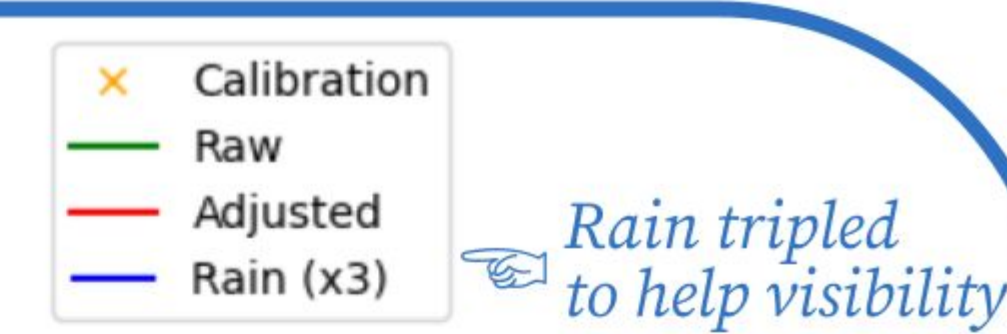 Calibration
Raw
Adjusted
Rain (x3)
Rain tripled
to help visibility